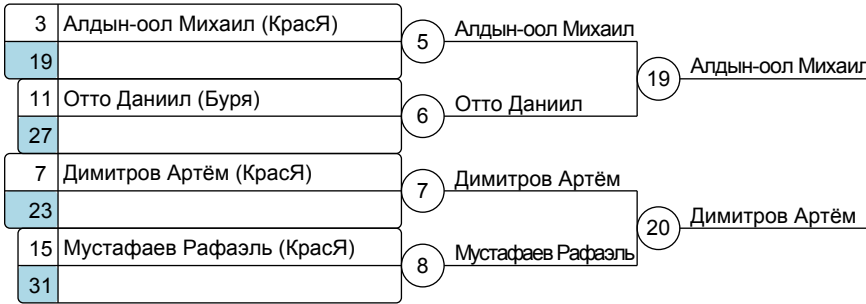 3 Алдын-оол Михаил (КрасЯ)
19
5 Алдын-оол Михаил
11 Отто Даниил (Буря)
27
6 Отто Даниил
19 Алдын-оол Михаил
7 Димитров Артём (КрасЯ)
23
7 Димитров Артём
15 Мустафаев Рафаэль (КрасЯ)
31
8 Мустафаев Рафаэль
20 Димитров Артём